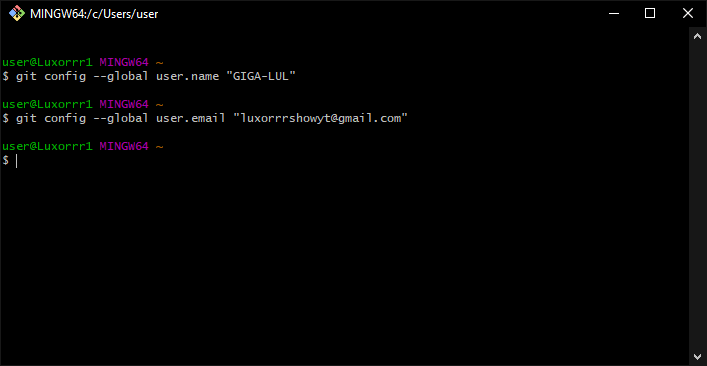 MINGW64:/c/Users/user
user@Luxorrr1 MINGW64 ~
$ git config --global user.name "GIGA-LUL"
user@Luxorrr1 MINGW64 ~
$ git config --global user.email "luxorrrshowyt@gmail.com"
user@Luxorrr1 MINGW64 ~
$